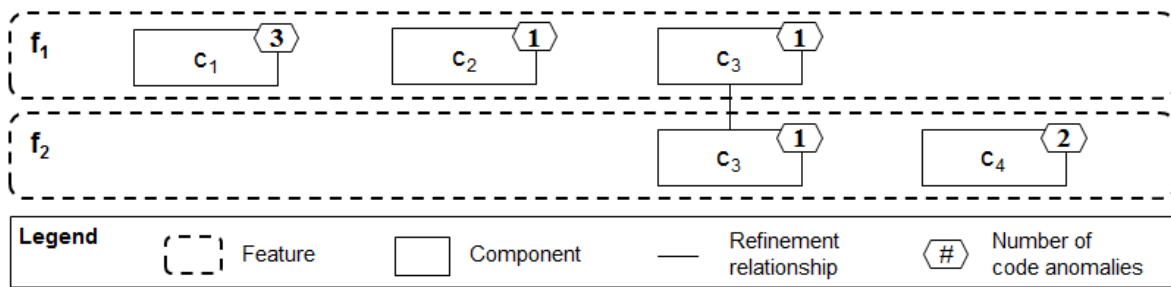 f1
c1
3
c2
1
c3
1
f2
c3
1
c4
2
Legend
Feature
Component
Refinement
relationship
#
Number of
code anomalies